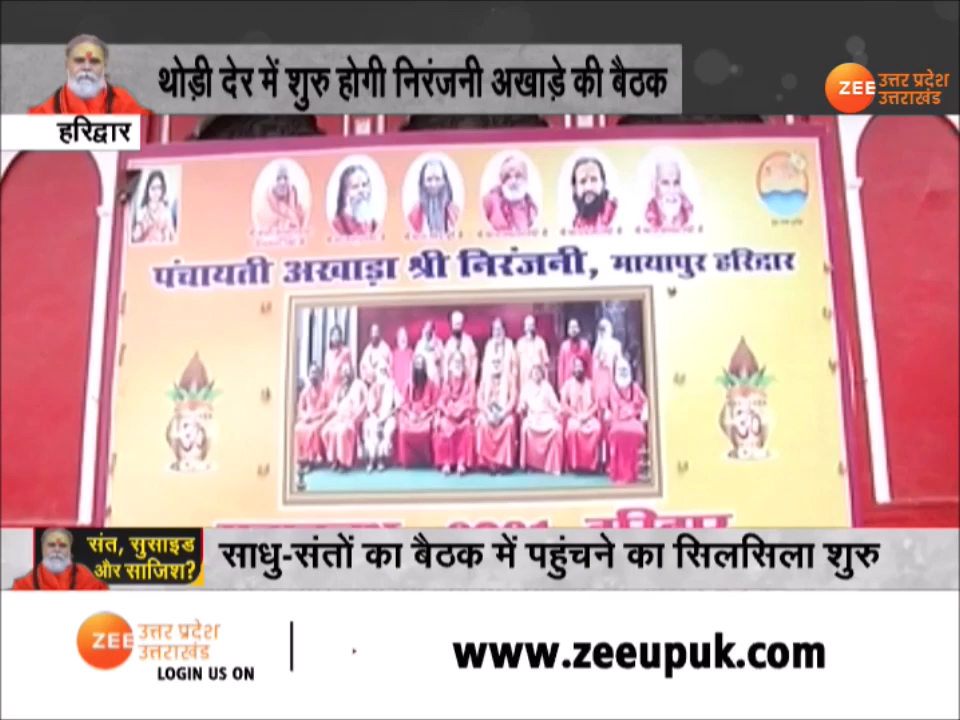 थोड़ी देर में शुरु होगी निरंजनी अखाड़े की बैठक
ZEE उत्तर प्रदेश
उत्तराखंड
हरिद्वार
पंचायती अखाड़ा श्री निरंजनी, मायापुर हरिद्वार
संत, सुसाइड
और साजिश?
साधु-संतों का बैठक में पहुंचने का सिलसिला शुरु
ZEE उत्तर प्रदेश
उत्तराखंड
LOGIN US ON
www.zeeupuk.com